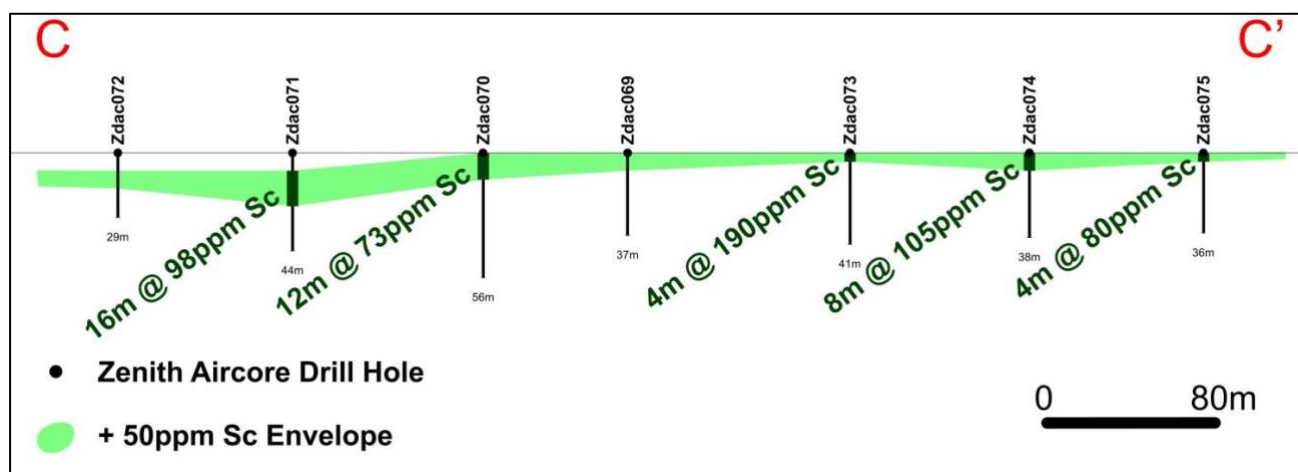 C
C’
Zdac072
Zdac071
Zdac070
Zdac069
Zdac073
Zdac074
Zdac075
16m @ 98ppm Sc
12m @ 73ppm Sc
4m @ 190ppm Sc
8m @ 105ppm Sc
4m @ 80ppm Sc
29m
44m
56m
37m
41m
38m
36m
Zenith Aircore Drill Hole
+ 50ppm Sc Envelope
0
80m